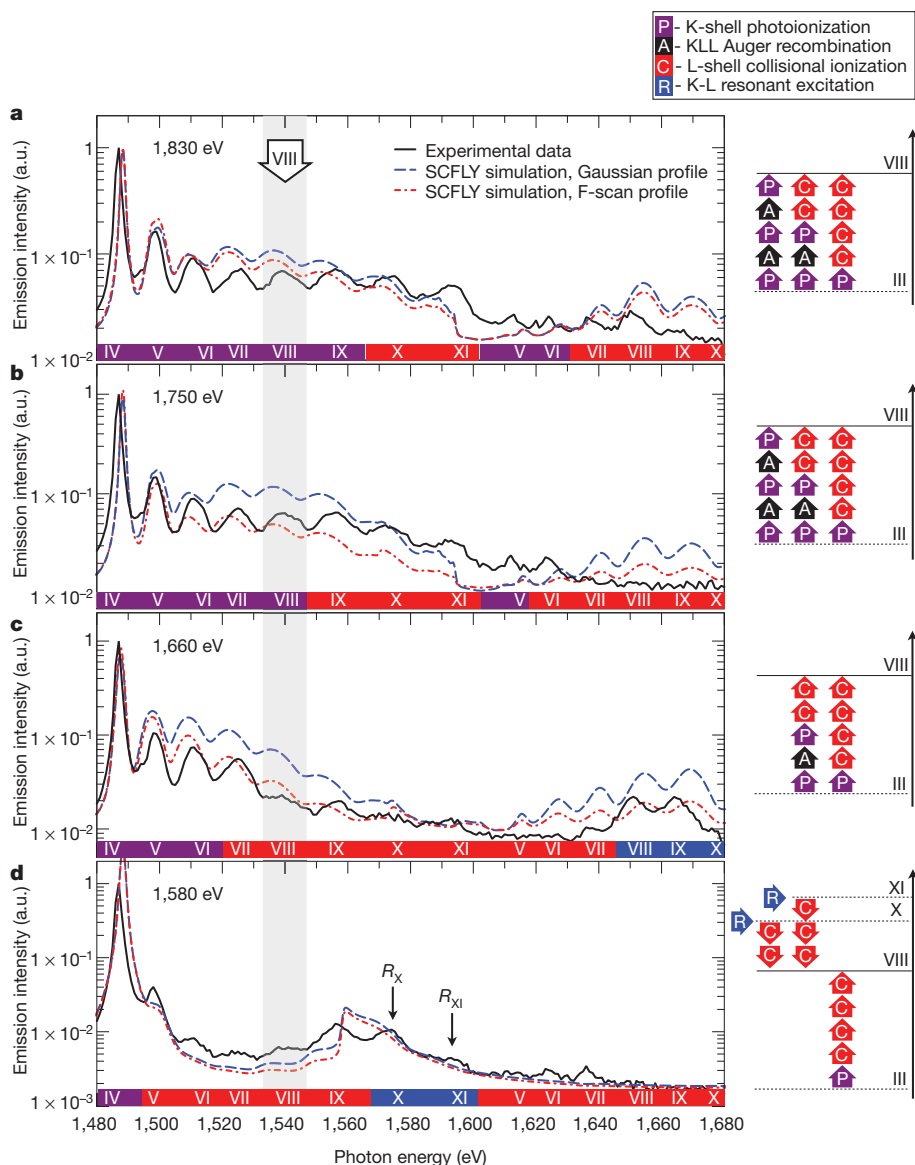 P - K-shell photoionization
A - KLL Auger recombination
C - L-shell collisional ionization
R - K-L resonant excitation
a
1,830 eV
VIII
Experimental data
SCFLY simulation, Gaussian profile
SCFLY simulation, F-scan profile
Emission intensity (a.u.)
1
1 × 10⁻¹
1 × 10⁻²
IV V VI VII VIII IX X XI V VI VII VIII IX X
VIII
P C C
A C C
P P C
A A C
P P P
III
b
1,750 eV
Emission intensity (a.u.)
1
1 × 10⁻¹
1 × 10⁻²
IV V VI VII VIII IX X XI V VI VII VIII IX X
VIII
P C C
A C C
P P C
A A C
P P P
III
c
1,660 eV
Emission intensity (a.u.)
1
1 × 10⁻¹
1 × 10⁻²
IV V VI VII VIII IX X XI V VI VII VIII IX X
VIII
C C
C C
P C
A C
P P
III
d
1,580 eV
R_X
R_XI
Emission intensity (a.u.)
1
1 × 10⁻¹
1 × 10⁻²
1 × 10⁻³
IV V VI VII VIII IX X XI V VI VII VIII IX X
XI
R
C
X
R
C C
C C
VIII
C
C
C
C
P
III
1,480 1,500 1,520 1,540 1,560 1,580 1,600 1,620 1,640 1,660 1,680
Photon energy (eV)